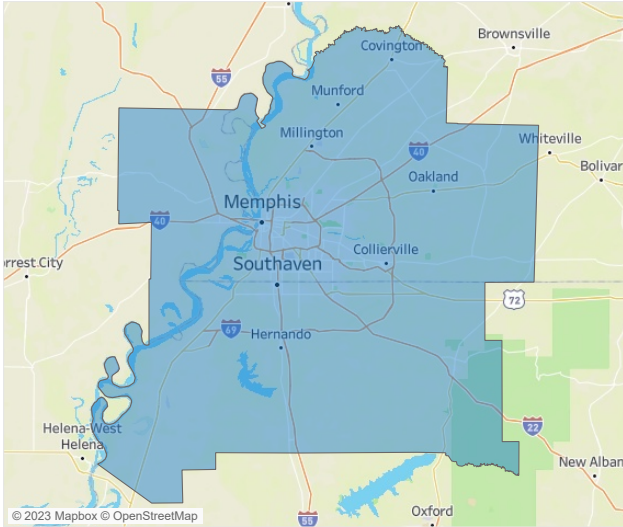 Covington
Brownsville
55
Munford
Millington
40
Whiteville
Bolivar
Oakland
Memphis
40
Collierville
rrest City
Southaven
72
69
Hernando
Helena-West
Helena
22
New Alban
Oxford
55
© 2023 Mapbox © OpenStreetMap